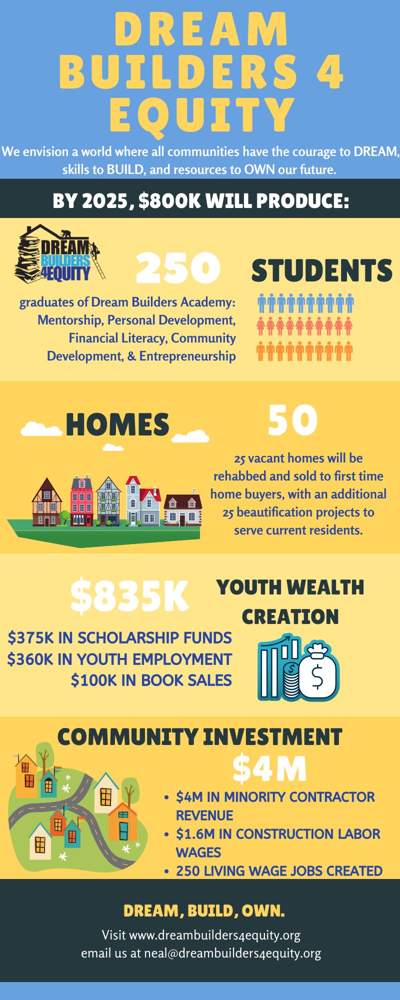 DREAM
BUILDERS 4
EQUITY
We envision a world where all communities have the courage to DREAM,
skills to BUILD, and resources to OWN our future.
BY 2025, $800K WILL PRODUCE:
DREAM
BUILDERS
4EQUITY
250
STUDENTS
graduates of Dream Builders Academy:
Mentorship, Personal Development,
Financial Literacy, Community
Development, & Entrepreneurship
HOMES
50
25 vacant homes will be
rehabbed and sold to first time
home buyers, with an additional
25 beautification projects to
serve current residents.
$835K
YOUTH WEALTH
CREATION
$375K IN SCHOLARSHIP FUNDS
$360K IN YOUTH EMPLOYMENT
$100K IN BOOK SALES
$
$
COMMUNITY INVESTMENT
$4M
• $4M IN MINORITY CONTRACTOR
REVENUE
• $1.6M IN CONSTRUCTION LABOR
WAGES
• 250 LIVING WAGE JOBS CREATED
DREAM, BUILD, OWN.
Visit www.dreambuilders4equity.org
email us at neal@dreambuilders4equity.org